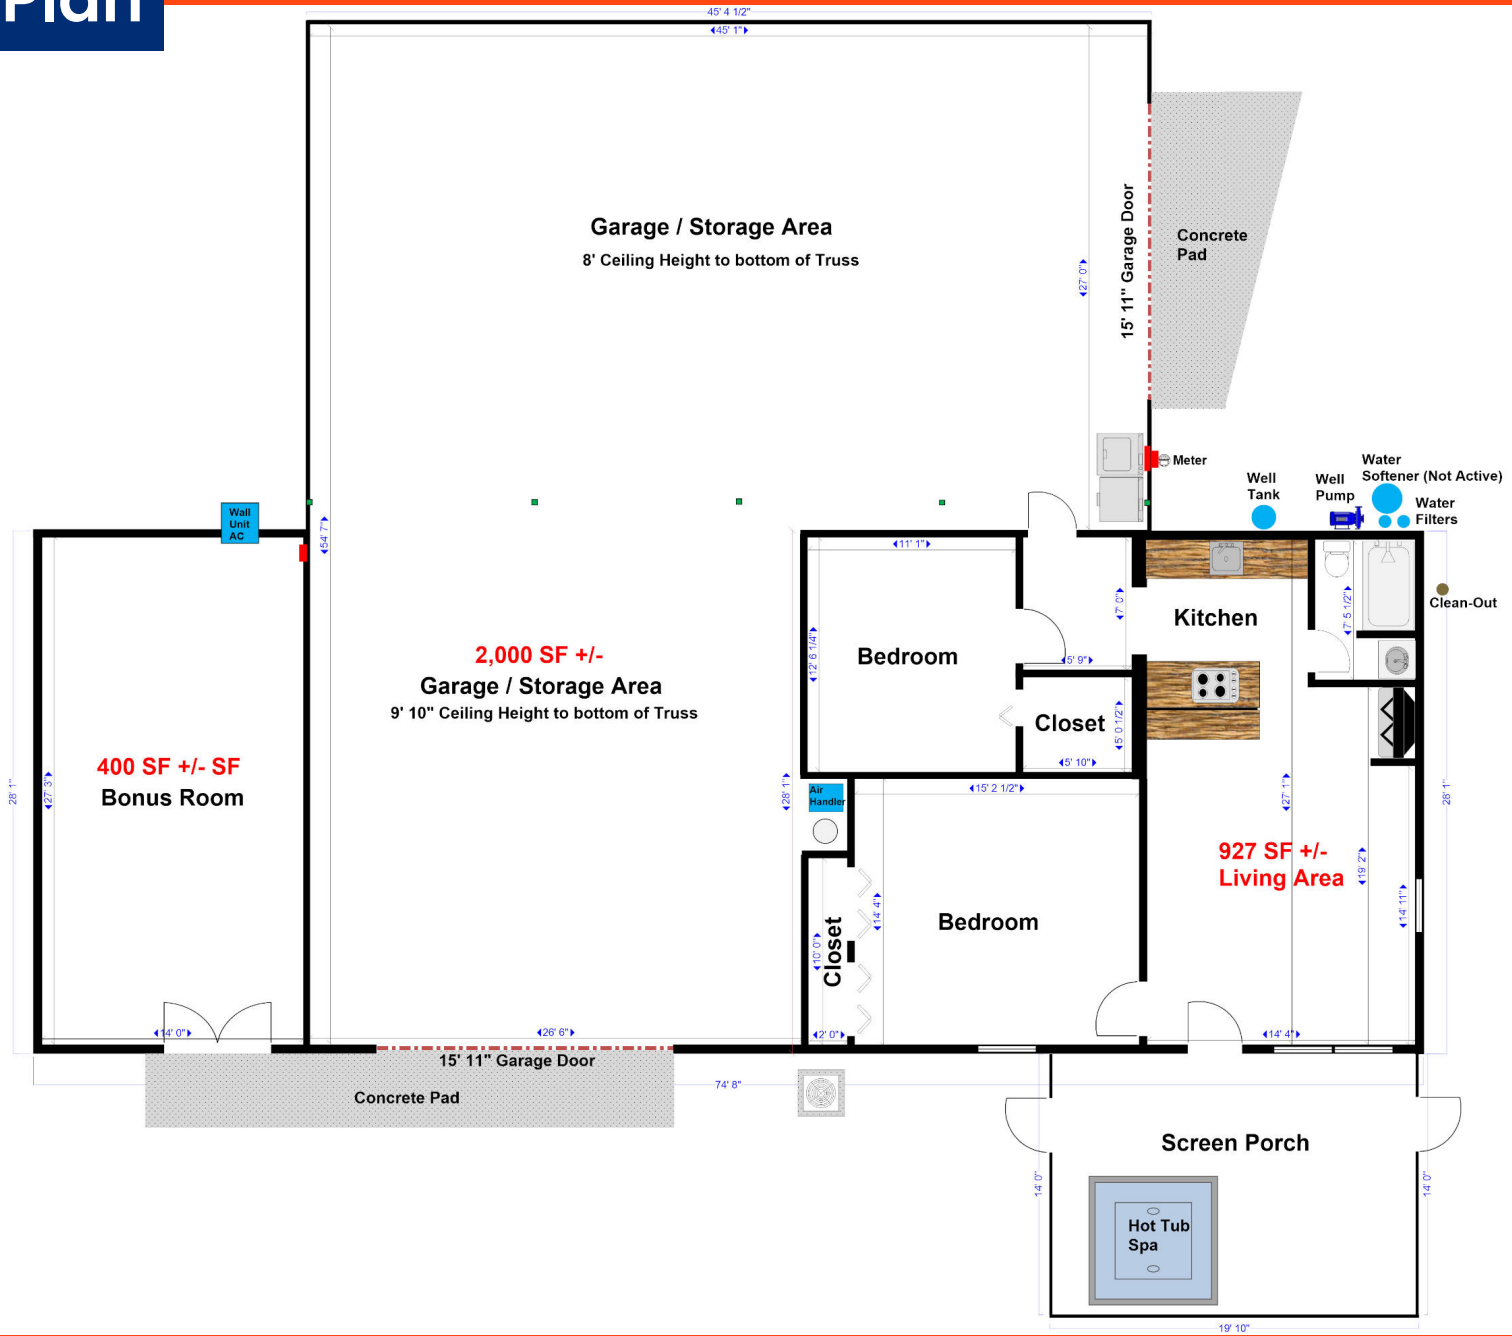 Plan
45' 4 1/2"
45' 1"
Garage / Storage Area
8' Ceiling Height to bottom of Truss
27' 0"
15' 11" Garage Door
Concrete
Pad
Meter
Well
Tank
Well
Pump
Water
Softener (Not Active)
Water
Filters
Clean-Out
Wall
Unit
AC
54' 7"
11' 1"
7' 0"
7' 5 1/2"
Kitchen
Bedroom
12' 6 1/4"
5' 9"
2,000 SF +/-
Garage / Storage Area
9' 10" Ceiling Height to bottom of Truss
Closet
5' 0 1/2"
5' 10"
400 SF +/- SF
Bonus Room
28' 1"
27' 3"
28' 1"
Air
Handler
15' 2 1/2"
27' 1"
28' 1"
927 SF +/-
Living Area
19' 2"
14' 11"
14' 4"
Bedroom
Closet
10' 0"
2' 0"
14' 0"
26' 6"
14' 4"
15' 11" Garage Door
74' 8"
Concrete Pad
Screen Porch
14' 0"
14' 0"
Hot Tub
Spa
19' 10"